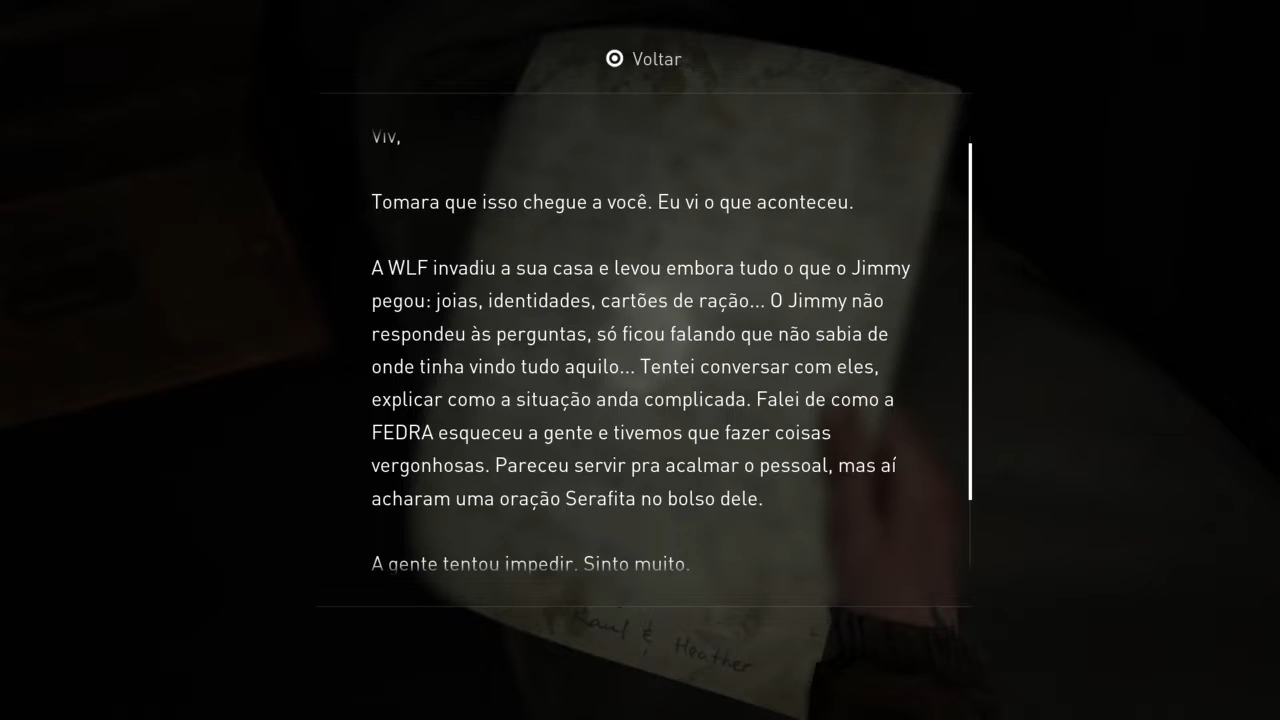 Voltar
Viv,
Tomara que isso chegue a você. Eu vi o que aconteceu.
A WLF invadiu a sua casa e levou embora tudo o que o Jimmy
pegou: joias, identidades, cartões de ração... O Jimmy não
respondeu às perguntas, só ficou falando que não sabia de
onde tinha vindo tudo aquilo... Tentei conversar com eles,
explicar como a situação anda complicada. Falei de como a
FEDRA esqueceu a gente e tivemos que fazer coisas
vergonhosas. Pareceu servir pra acalmar o pessoal, mas aí
acharam uma oração Serafita no bolso dele.
A gente tentou impedir. Sinto muito.
Raul & Heather